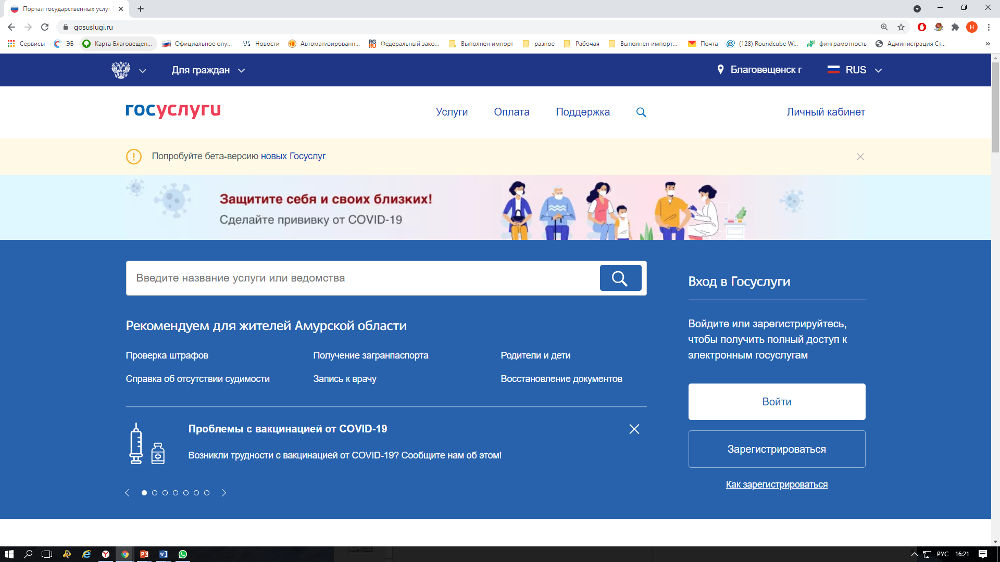 Портал государственных услуг
gosuslugi.ru
Н
Сервисы
ЭБ
Карта Благовещен...
Официальное опу...
Новости
Автоматизированн...
Федеральный зако...
Выполнен импорт
разное
Рабочая
Выполнен импорт...
Почта
(128) Roundcube W...
финграмотность
Администрация Ст...
»
Для граждан
Благовещенск г
RUS
госуслуги
Услуги
Оплата
Поддержка
Личный кабинет
Попробуйте бета-версию новых Госуслуг
Защитите себя и своих близких!
Сделайте прививку от COVID-19
Введите название услуги или ведомства
Вход в Госуслуги
Войдите или зарегистрируйтесь,
чтобы получить полный доступ к
электронным госуслугам
Войти
Зарегистрироваться
Как зарегистрироваться
Рекомендуем для жителей Амурской области
Проверка штрафов
Получение загранпаспорта
Родители и дети
Справка об отсутствии судимости
Запись к врачу
Восстановление документов
Проблемы с вакцинацией от COVID-19
Возникли трудности с вакцинацией от COVID-19? Сообщите нам об этом!
РУС
16:21